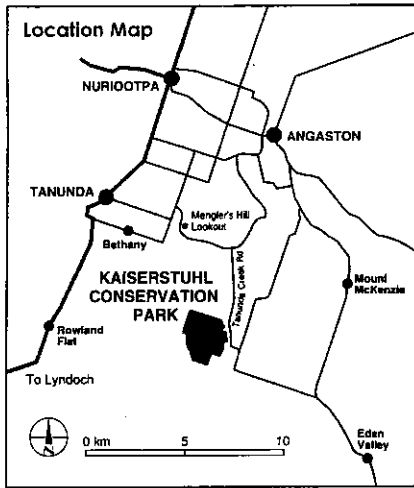 Location Map
NURIOOTPA
ANGASTON
TANUNDA
Mengler's Hill
Lookout
Bethany
KAISERSTUHL
CONSERVATION
PARK
Tanunda Creek Rd
Mount
McKenzie
Rowland
Flat
To Lyndoch
N
0 km
5
10
Eden
Valley